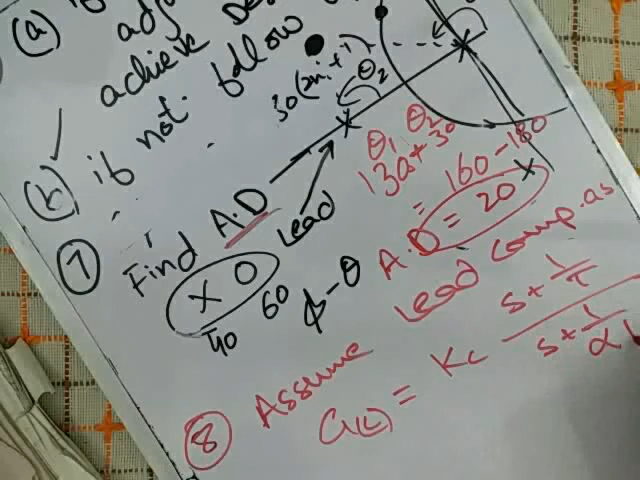 (a)
achieve
(b) if not follow
30(2n+1)
θ2
θ1 θ2
130+30
= 160-180
A.D = 20
(7) Find A.D
Lead
X O
40 60 φ-θ
(8) Assume Lead Comp. as
G(c) = Kc
s+1/τ
s+1/α